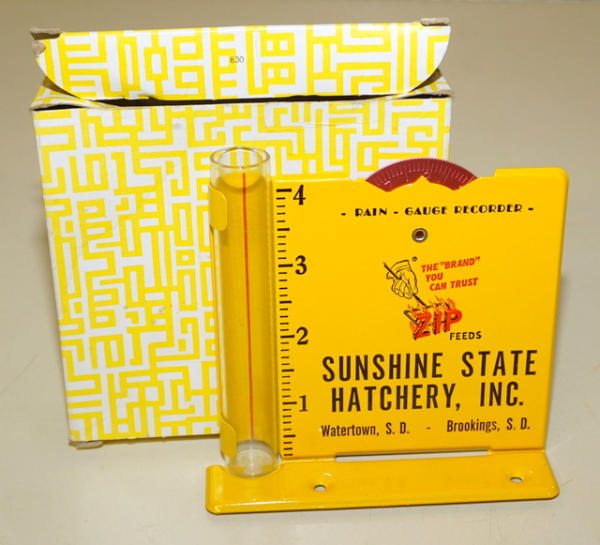 630
4
- RAIN - GAUGE RECORDER -
3
THE "BRAND"
YOU
CAN TRUST
ZIP
FEEDS
2
SUNSHINE STATE
HATCHERY, INC.
1
Watertown, S. D. - Brookings, S. D.